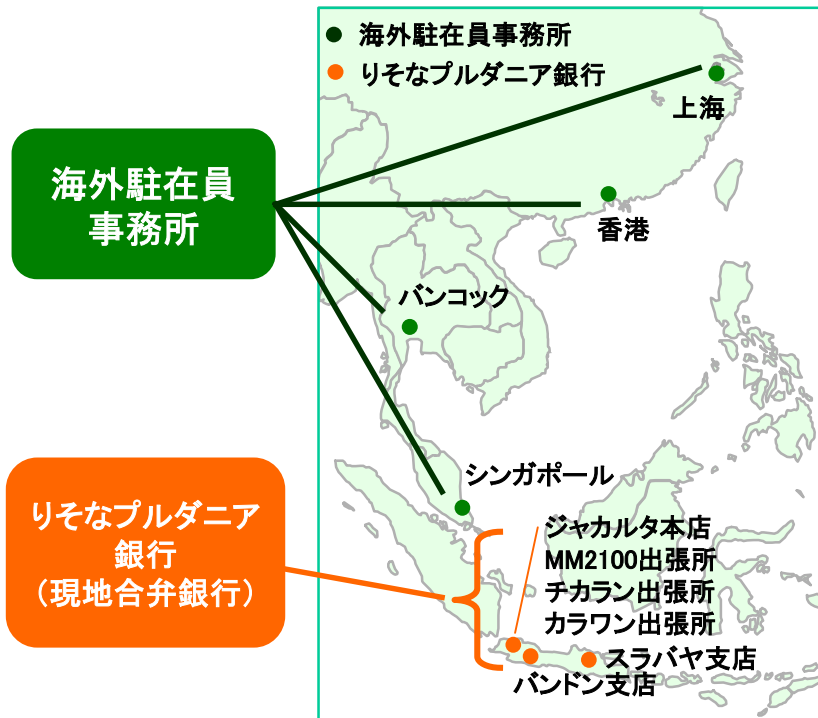 海外駐在員事務所
りそなプルダニア銀行
上海
海外駐在員
事務所
香港
バンコック
シンガポール
りそなプルダニア
銀行
（現地合弁銀行）
ジャカルタ本店
MM2100出張所
チカラン出張所
カラワン出張所
スラバヤ支店
バンドン支店